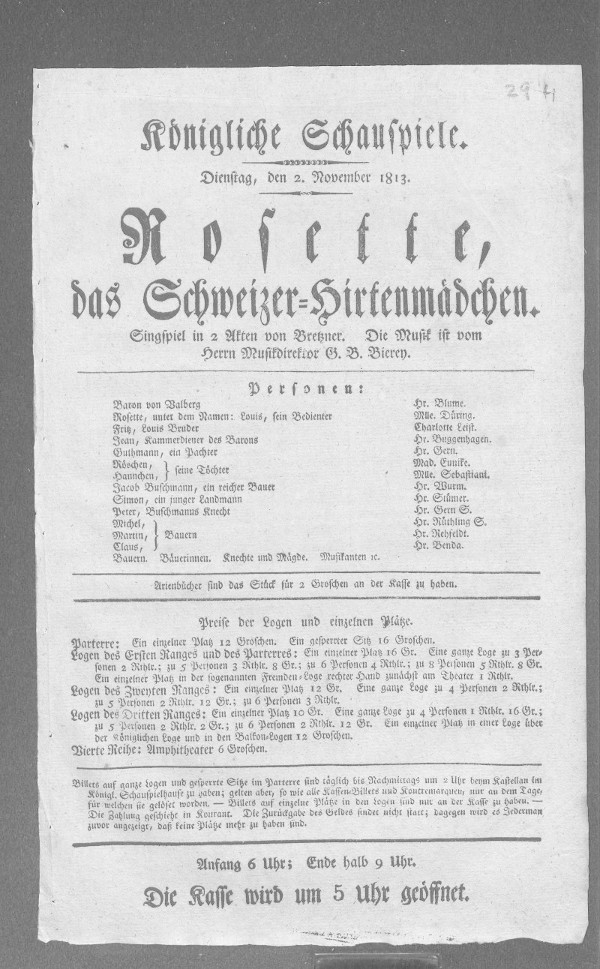 29 4
Königliche Schauspiele.
Dienstag, den 2. November 1813.
Rosette,
das Schweizer-Hirtenmädchen.
Singspiel in 2 Akten von Bretzner. Die Musik ist vom
Herrn Musikdirektor G. B. Bierey.
Personen:
Baron von Valberg Hr. Blume.
Rosette, unter dem Namen: Louis, sein Bedienter Mlle. Düring.
Fritz, Louis Bruder Charlotte Leist.
Jean, Kammerdiener des Barons Hr. Buggenhagen.
Guthmann, ein Pachter Hr. Gern.
Röschen, Mad. Eunike.
Hannchen, } seine Töchter Mlle. Sebastiani.
Jacob Buschmann, ein reicher Bauer Hr. Wurm.
Simon, ein junger Landmann Hr. Stümer.
Peter, Buschmanns Knecht Hr. Gern S.
Michel, Hr. Rüthling S.
Martin, } Bauern Hr. Rehfeldt.
Claus, Hr. Benda.
Bauern. Bäuerinnen. Knechte und Mägde. Musikanten ꝛc.
Arienbücher sind das Stück für 2 Groschen an der Kasse zu haben.
Preise der Logen und einzelnen Plätze.
Parterre: Ein einzelner Platz 12 Groschen. Ein gesperrter Sitz 16 Groschen.
Logen des Ersten Ranges und des Parterres: Ein einzelner Platz 16 Gr. Eine ganze Loge zu 3 Per-
sonen 2 Rthlr.; zu 5 Personen 3 Rthlr. 8 Gr.; zu 6 Personen 4 Rthlr.; zu 8 Personen 5 Rthlr. 8 Gr.
Ein einzelner Platz in der sogenannten Fremden-Loge rechter Hand zunächst am Theater 1 Rthlr.
Logen des Zweyten Ranges: Ein einzelner Platz 12 Gr. Eine ganze Loge zu 4 Personen 2 Rthlr.;
zu 5 Personen 2 Rthlr. 12 Gr.; zu 6 Personen 3 Rthlr.
Logen des Dritten Ranges: Ein einzelner Platz 10 Gr. Eine ganze Loge zu 4 Personen 1 Rthlr. 16 Gr.;
zu 5 Personen 2 Rthlr. 2 Gr.; zu 6 Personen 2 Rthlr. 12 Gr. Ein einzelner Platz in einer Loge über
der Königlichen Loge und in den Balkon-Logen 12 Groschen.
Vierte Reihe: Amphitheater 6 Groschen.
Billets auf ganze Logen und gesperrte Sitze im Parterre sind täglich bis Nachmittags um 2 Uhr beym Kastellan im
Königl. Schauspielhause zu haben; gelten aber, so wie alle Kassen-Billets und Kontremarquen, nur an dem Tage,
für welchen sie gelöset worden. — Billets auf einzelne Plätze in den Logen sind nur an der Kasse zu haben. —
Die Zahlung geschieht in Kourant. Die Zurückgabe des Geldes findet nicht statt; dagegen wird es Jederman
zuvor angezeigt, daß keine Plätze mehr zu haben sind.
Anfang 6 Uhr; Ende halb 9 Uhr.
Die Kasse wird um 5 Uhr geöffnet.